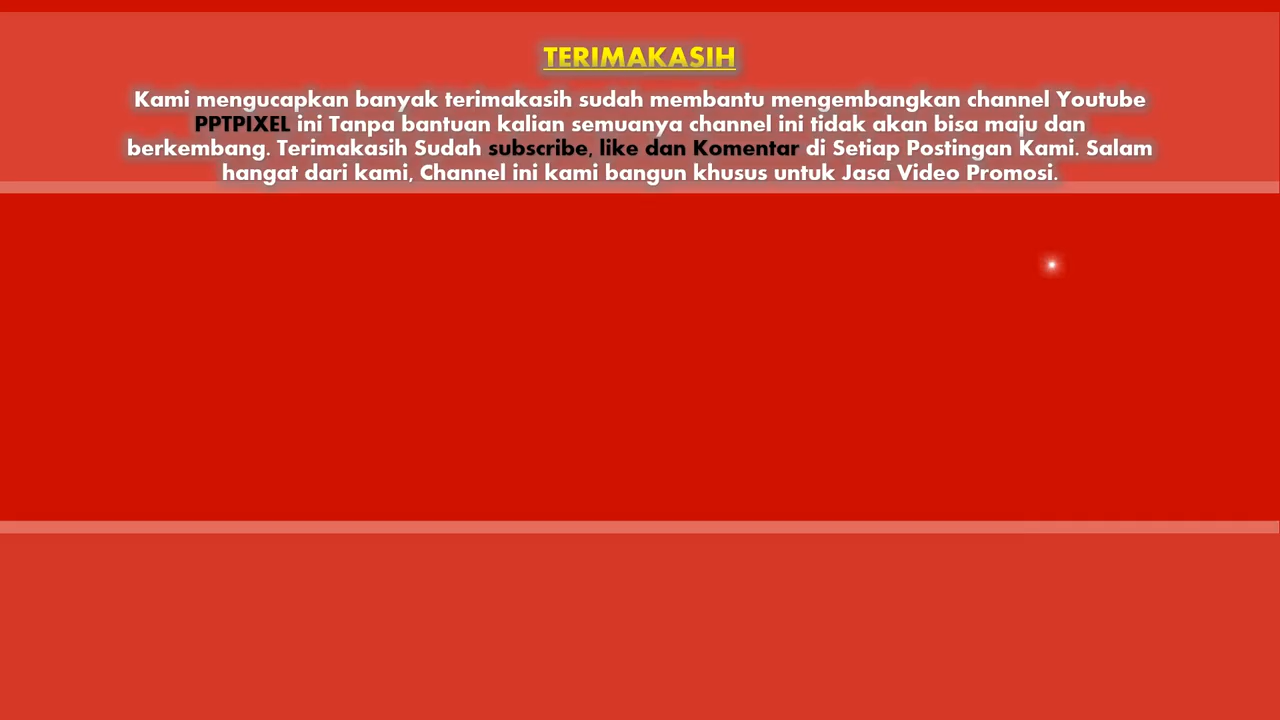 TERIMAKASIH
Kami mengucapkan banyak terimakasih sudah membantu mengembangkan channel Youtube
PPTPIXEL ini Tanpa bantuan kalian semuanya channel ini tidak akan bisa maju dan
berkembang. Terimakasih Sudah subscribe, like dan Komentar di Setiap Postingan Kami. Salam
hangat dari kami, Channel ini kami bangun khusus untuk Jasa Video Promosi.